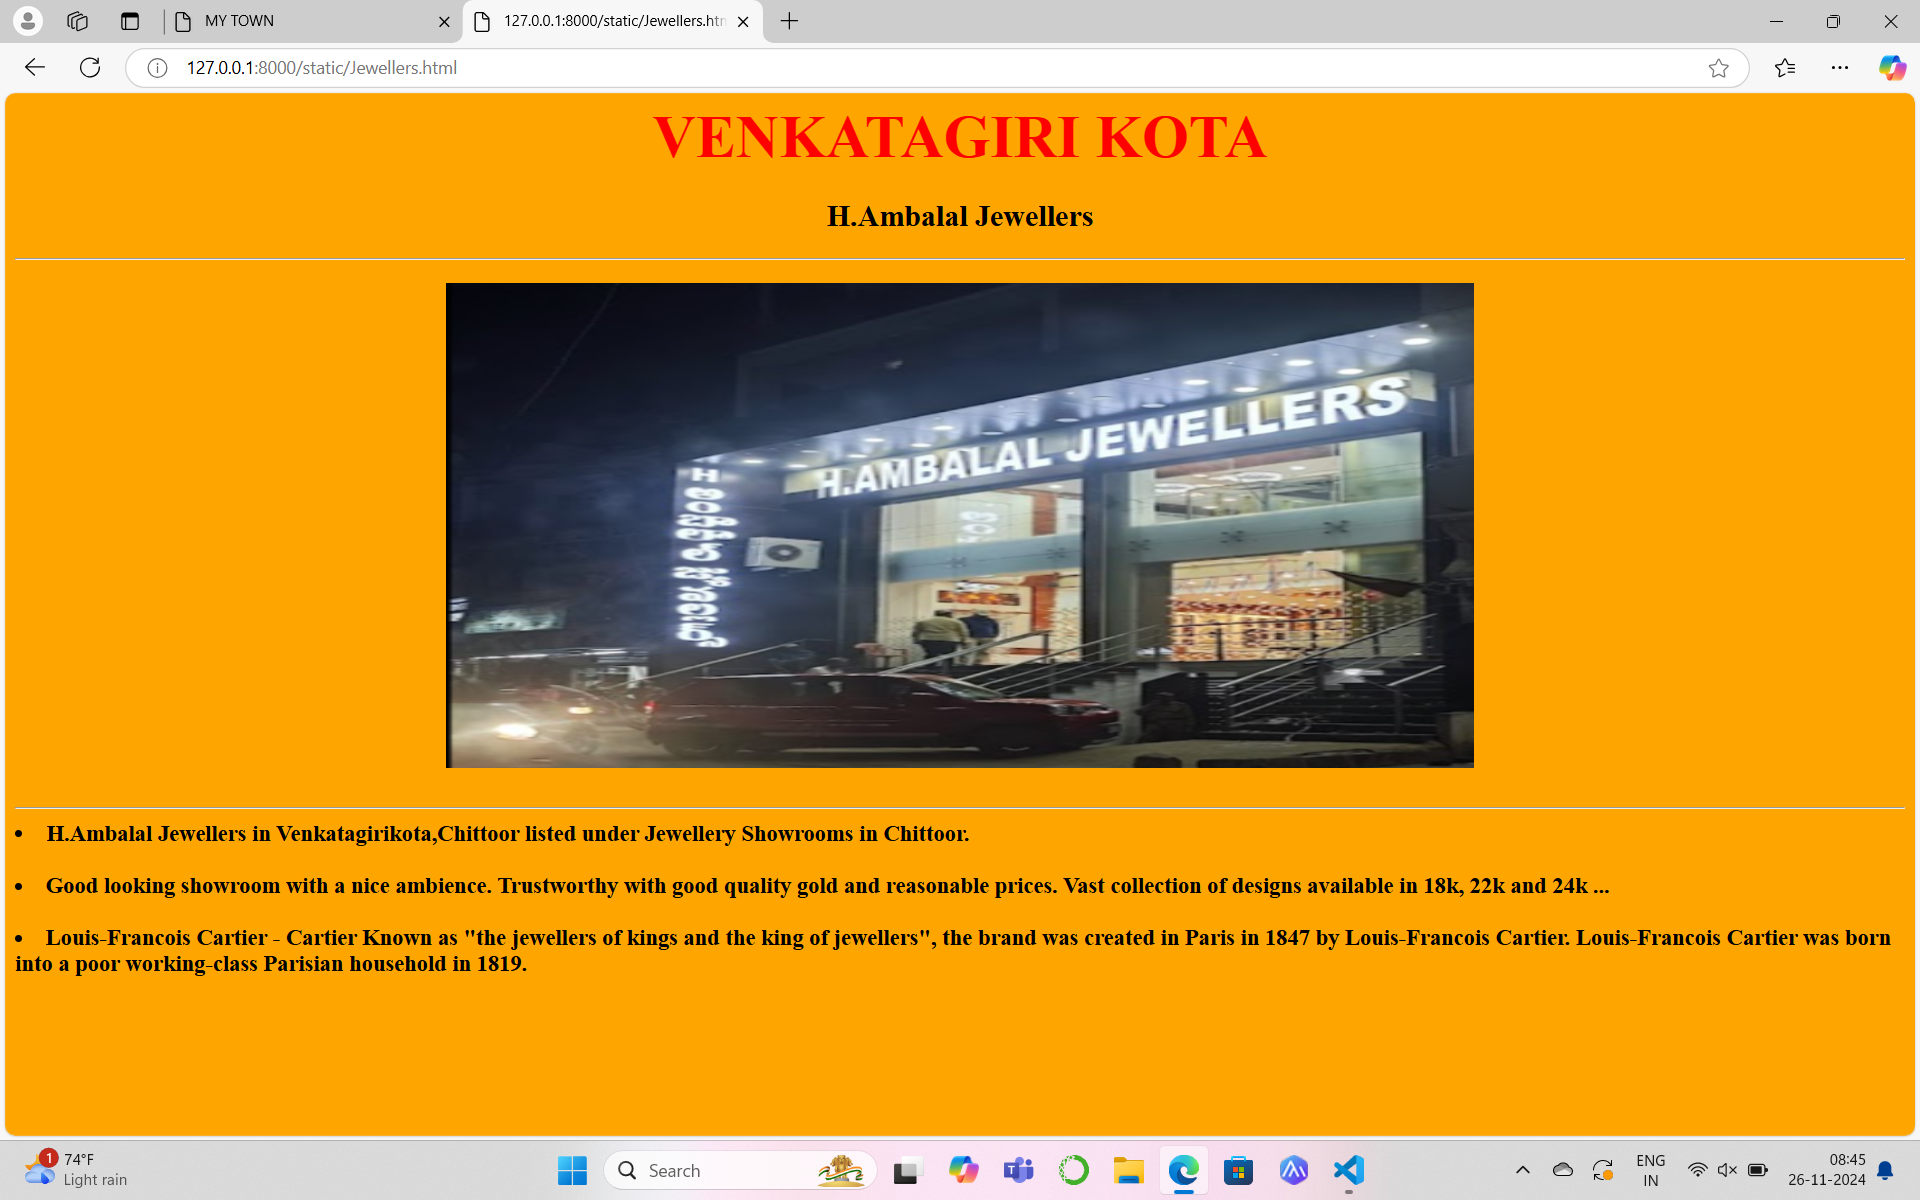 MY TOWN
127.0.0.1:8000/static/Jewellers.htm
127.0.0.1:8000/static/Jewellers.html
VENKATAGIRI KOTA
H.Ambalal Jewellers
H.AMBALAL JEWELLERS
H
అంబాలాల్
జ్యువలర్స్
• H.Ambalal Jewellers in Venkatagirikota,Chittoor listed under Jewellery Showrooms in Chittoor.
• Good looking showroom with a nice ambience. Trustworthy with good quality gold and reasonable prices. Vast collection of designs available in 18k, 22k and 24k ...
• Louis-Francois Cartier - Cartier Known as "the jewellers of kings and the king of jewellers", the brand was created in Paris in 1847 by Louis-Francois Cartier. Louis-Francois Cartier was born
into a poor working-class Parisian household in 1819.
1
74°F
Light rain
Search
ENG
IN
08:45
26-11-2024